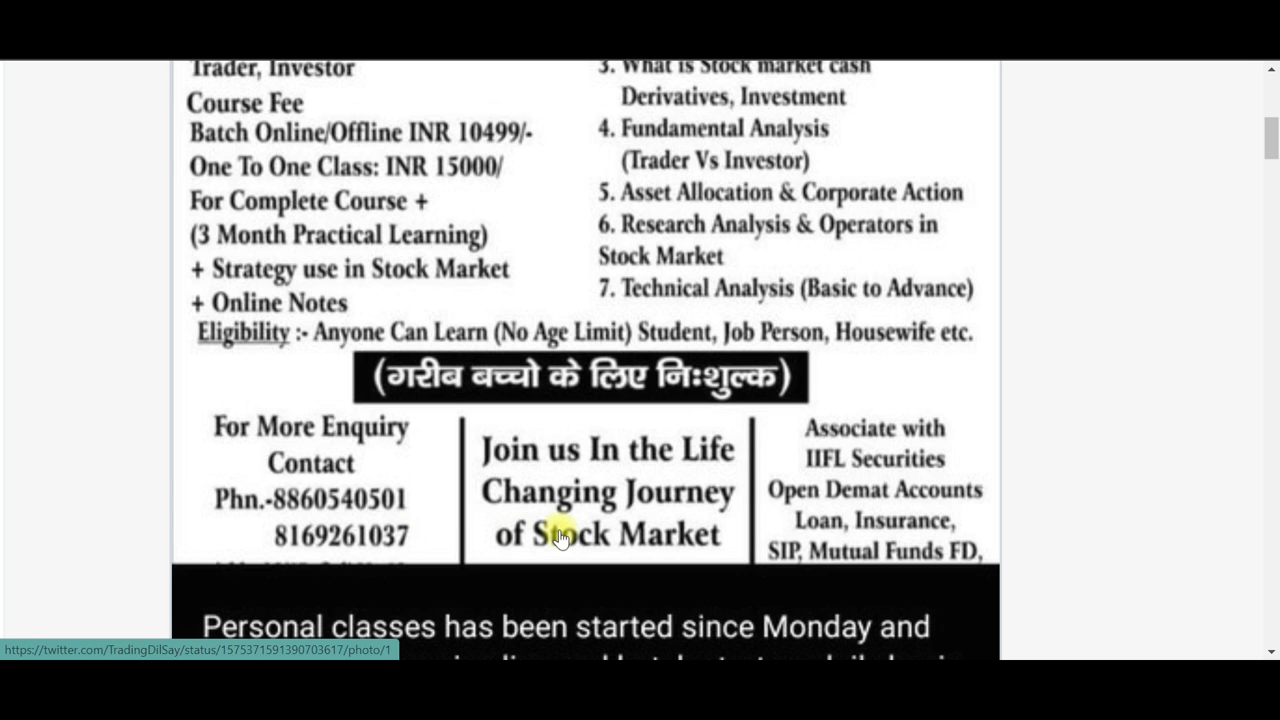 Trader, Investor
Course Fee
Batch Online/Offline INR 10499/-
One To One Class: INR 15000/
For Complete Course +
(3 Month Practical Learning)
+ Strategy use in Stock Market
+ Online Notes
3. What is Stock market cash
Derivatives, Investment
4. Fundamental Analysis
(Trader Vs Investor)
5. Asset Allocation & Corporate Action
6. Research Analysis & Operators in
Stock Market
7. Technical Analysis (Basic to Advance)
Eligibility :- Anyone Can Learn (No Age Limit) Student, Job Person, Housewife etc.
(गरीब बच्चो के लिए निःशुल्क)
For More Enquiry
Contact
Phn.-8860540501
8169261037
Join us In the Life
Changing Journey
of Stock Market
Associate with
IIFL Securities
Open Demat Accounts
Loan, Insurance,
SIP, Mutual Funds FD,
Personal classes has been started since Monday and
https://twitter.com/TradingDilSay/status/1575371591390703617/photo/1